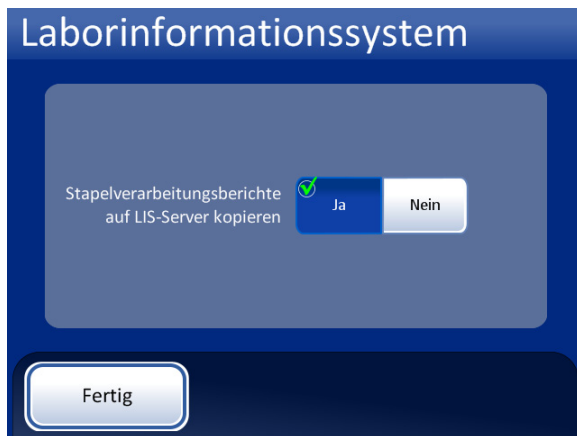 Laborinformationssystem
Stapelverarbeitungsberichte
auf LIS-Server kopieren
Ja
Nein
Fertig